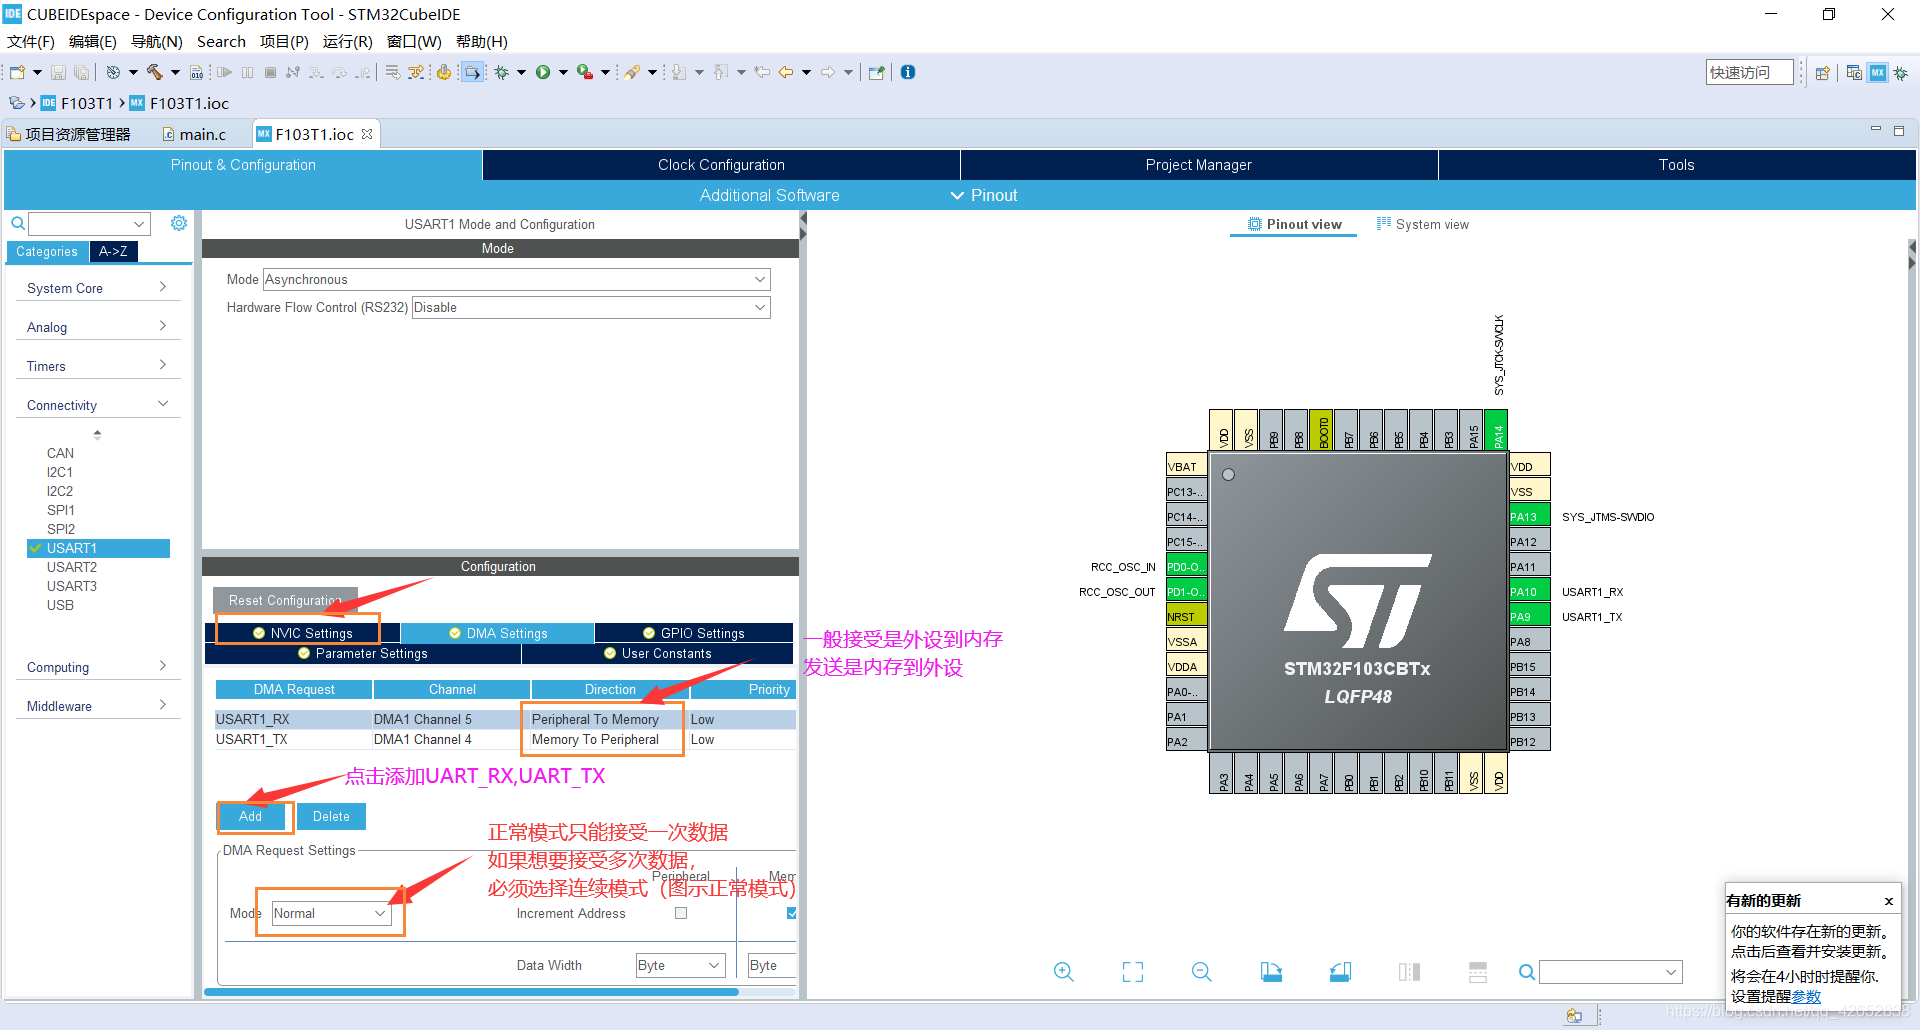 CUBEIDEspace - Device Configuration Tool - STM32CubeIDE
文件(F) 编辑(E) 导航(N) Search 项目(P) 运行(R) 窗口(W) 帮助(H)
快速访问
F103T1 F103T1.ioc
项目资源管理器 main.c F103T1.ioc
Pinout & Configuration Clock Configuration Project Manager Tools
Additional Software Pinout
Categories A->Z
System Core
Analog
Timers
Connectivity
CAN
I2C1
I2C2
SPI1
SPI2
USART1
USART2
USART3
USB
Computing
Middleware
USART1 Mode and Configuration
Mode
Mode Asynchronous
Hardware Flow Control (RS232) Disable
Configuration
Reset Configuration
NVIC Settings DMA Settings GPIO Settings
Parameter Settings User Constants
一般接受是外设到内存
发送是内存到外设
DMA Request Channel Direction Priority
USART1_RX DMA1 Channel 5 Peripheral To Memory Low
USART1_TX DMA1 Channel 4 Memory To Peripheral Low
点击添加UART_RX,UART_TX
Add Delete
正常模式只能接受一次数据
如果想要接受多次数据，
必须选择连续模式（图示正常模式）
DMA Request Settings
Peripheral Mem
Mode Normal Increment Address
Data Width Byte Byte
Pinout view System view
SYS_JTCK-SWCLK
VDD VSS PB9 PB8 BOOT0 PB7 PB6 PB5 PB4 PB3 PA15 PA14
VBAT
PC13-..
PC14-..
PC15-..
RCC_OSC_IN PD0-O..
RCC_OSC_OUT PD1-O..
NRST
VSSA
VDDA
PA0-..
PA1
PA2
STM32F103CBTx
LQFP48
VDD
VSS
PA13 SYS_JTMS-SWDIO
PA12
PA11
PA10 USART1_RX
PA9 USART1_TX
PA8
PB15
PB14
PB13
PB12
PA3 PA4 PA5 PA6 PA7 PB0 PB1 PB2 PB10 PB11 VSS VDD
有新的更新 x
你的软件存在新的更新。
点击后查看并安装更新。
将会在4小时时提醒你.
设置提醒参数